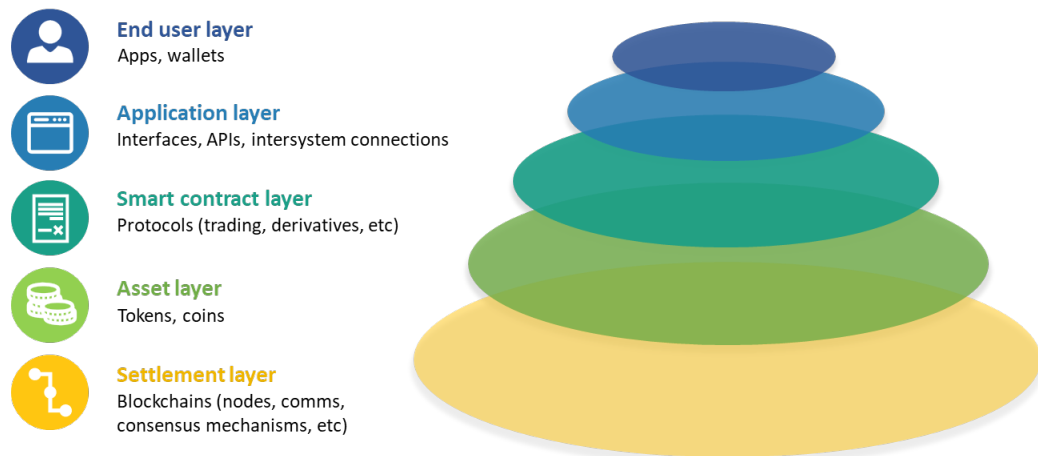 End user layer
Apps, wallets
Application layer
Interfaces, APIs, intersystem connections
Smart contract layer
Protocols (trading, derivatives, etc)
Asset layer
Tokens, coins
Settlement layer
Blockchains (nodes, comms,
consensus mechanisms, etc)